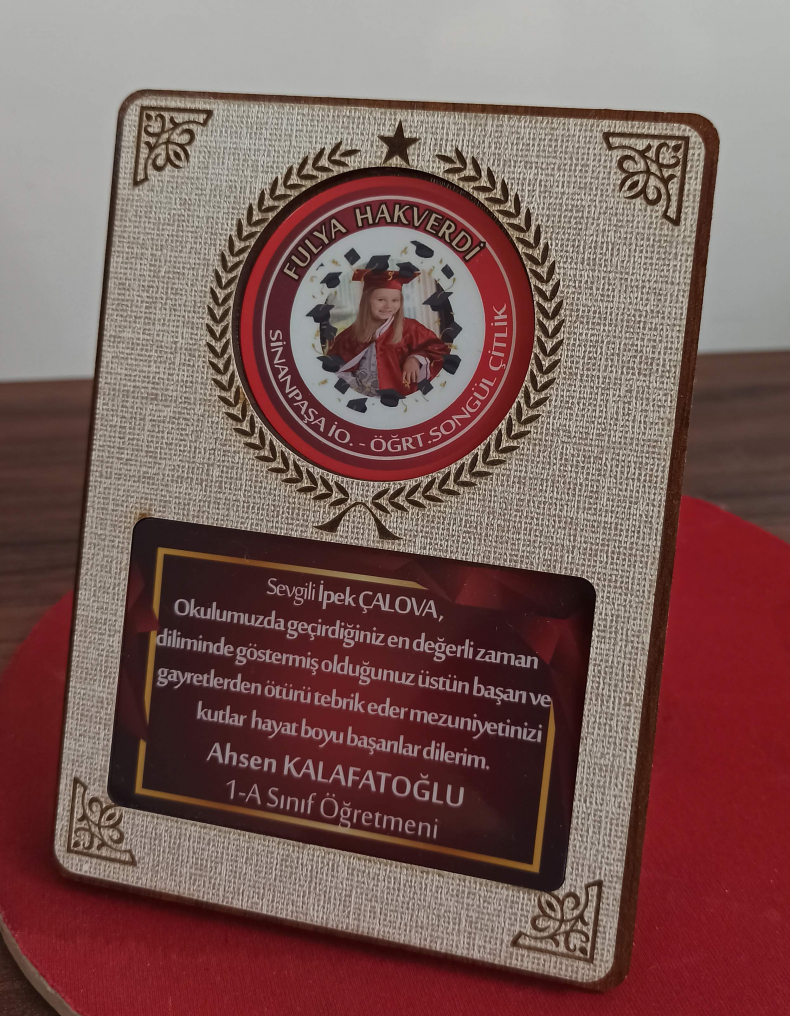 FULYA HAKVERDİ
SİNANPAŞA İO. - ÖĞRT.SONGÜL ÇİTLİK
Sevgili İpek ÇALOVA,
Okulumuzda geçirdiğiniz en değerli zaman
diliminde göstermiş olduğunuz üstün başarı ve
gayretlerden ötürü tebrik eder mezuniyetinizi
kutlar hayat boyu başarılar dilerim.
Ahsen KALAFATOĞLU
1-A Sınıf Öğretmeni